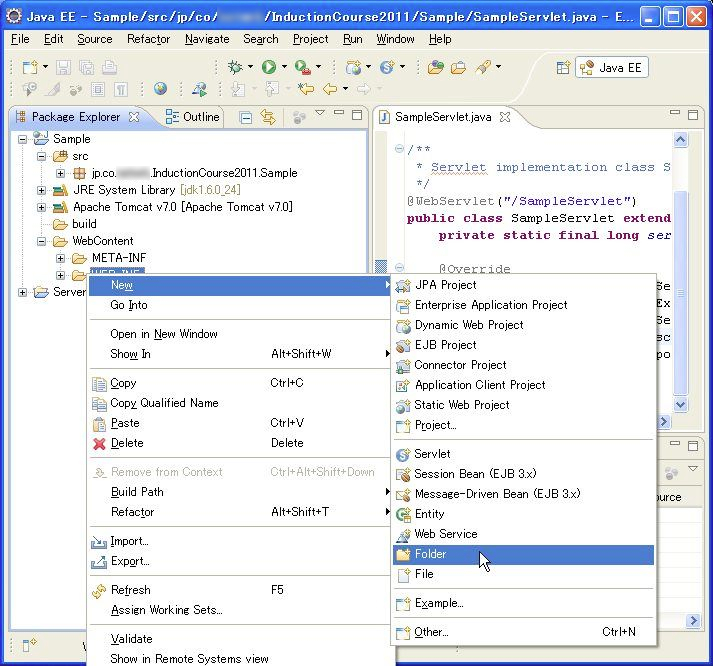 Java EE - Sample/src/jp/co/ /InductionCourse2011/Sample/SampleServlet.java - E...
File Edit Source Refactor Navigate Search Project Run Window Help
Java EE
Package Explorer
Outline
SampleServlet.java
Sample
src
jp.co. .InductionCourse2011.Sample
JRE System Library [jdk1.6.0_24]
Apache Tomcat v7.0 [Apache Tomcat v7.0]
build
WebContent
META-INF
WEB-INF
Server
/**
* Servlet implementation class S
*/
@WebServlet("/SampleServlet")
public class SampleServlet extend
private static final long ser
@Override
Se
Ex
Se
sc
po
ource
New
Go Into
Open in New Window
Show In Alt+Shift+W
Copy Ctrl+C
Copy Qualified Name
Paste Ctrl+V
Delete Delete
Remove from Context Ctrl+Alt+Shift+Down
Build Path
Refactor Alt+Shift+T
Import...
Export...
Refresh F5
Assign Working Sets...
Validate
Show in Remote Systems view
JPA Project
Enterprise Application Project
Dynamic Web Project
EJB Project
Connector Project
Application Client Project
Static Web Project
Project...
Servlet
Session Bean (EJB 3.x)
Message-Driven Bean (EJB 3.x)
Entity
Web Service
Folder
File
Example...
Other... Ctrl+N